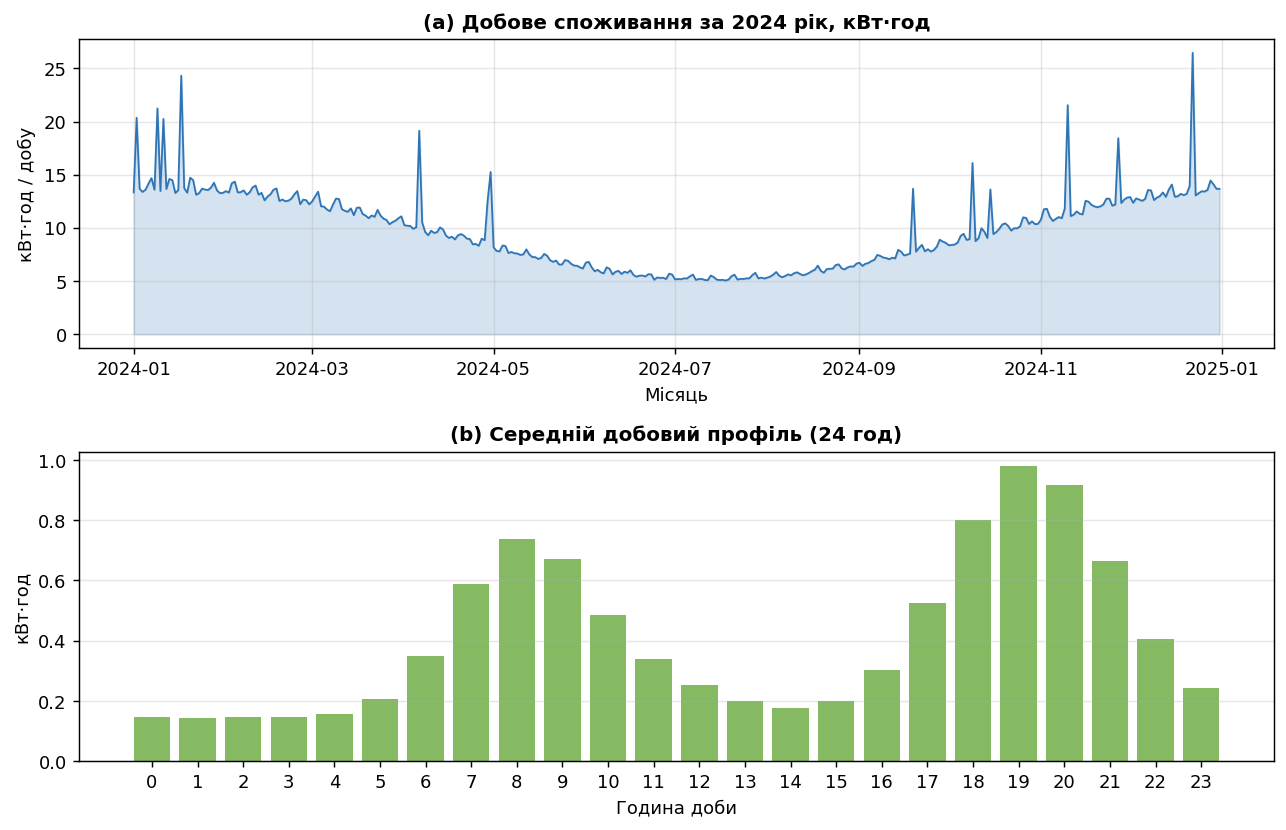 (a) Добове споживання за 2024 рік, кВт·год
кВт·год / добу
25
20
15
10
5
0
2024-01 2024-03 2024-05 2024-07 2024-09 2024-11 2025-01
Місяць
(b) Середній добовий профіль (24 год)
кВт·год
1.0
0.8
0.6
0.4
0.2
0.0
0 1 2 3 4 5 6 7 8 9 10 11 12 13 14 15 16 17 18 19 20 21 22 23
Година доби